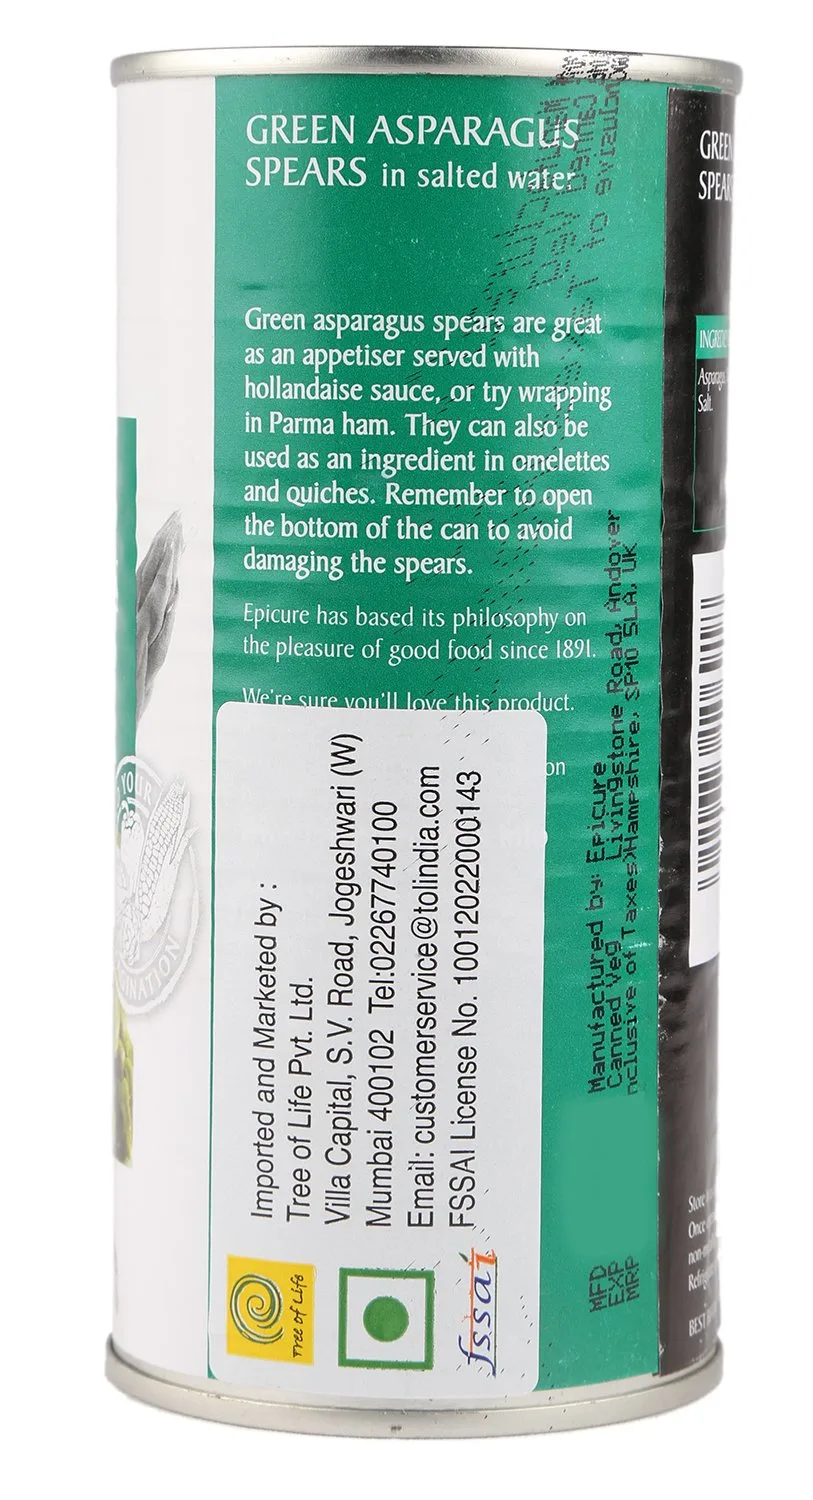 GREEN ASPARAGUS
SPEARS in salted water
Green asparagus spears are great
as an appetiser served with
hollandaise sauce, or try wrapping
in Parma ham. They can also be
used as an ingredient in omelettes
and quiches. Remember to open
the bottom of the can to avoid
damaging the spears.
Epicure has based its philosophy on
the pleasure of good food since 1891.
We're sure you'll love this product.
on
Imported and Marketed by :
Tree of Life Pvt. Ltd.
Villa Capital, S.V. Road, Jogeshwari (W)
Mumbai 400102 Tel:02267740100
Email: customerservice@tolindia.com
FSSAI License No. 10012022000143
Tree of Life
fssai
Manufactured by: Epicure
Canned Veg Livingstone Road, Andover
nclusive of Taxes)Hampshire, SP10 5LA, UK
MFD
EXP
MRP
YOUR
GREEN
SPEARS
Salt.
Store
Once
BEST